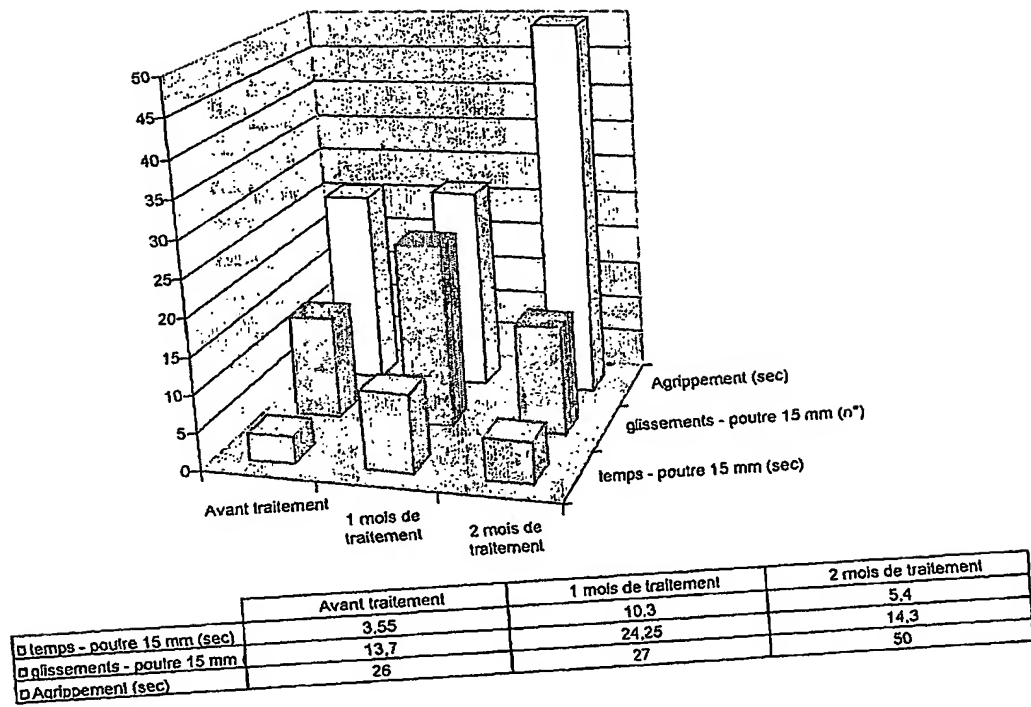 50
45
40
35
30
25
20
15
10
5
0
Avant traitement
1 mois de
traitement
2 mois de
traitement
Agrippement (sec)
glissements - poutre 15 mm (n°)
temps - poutre 15 mm (sec)
Avant traitement 1 mois de traitement 2 mois de traitement
temps - poutre 15 mm (sec) 3,55 10,3 5,4
glissements - poutre 15 mm ( 13,7 24,25 14,3
Agrippement (sec) 26 27 50